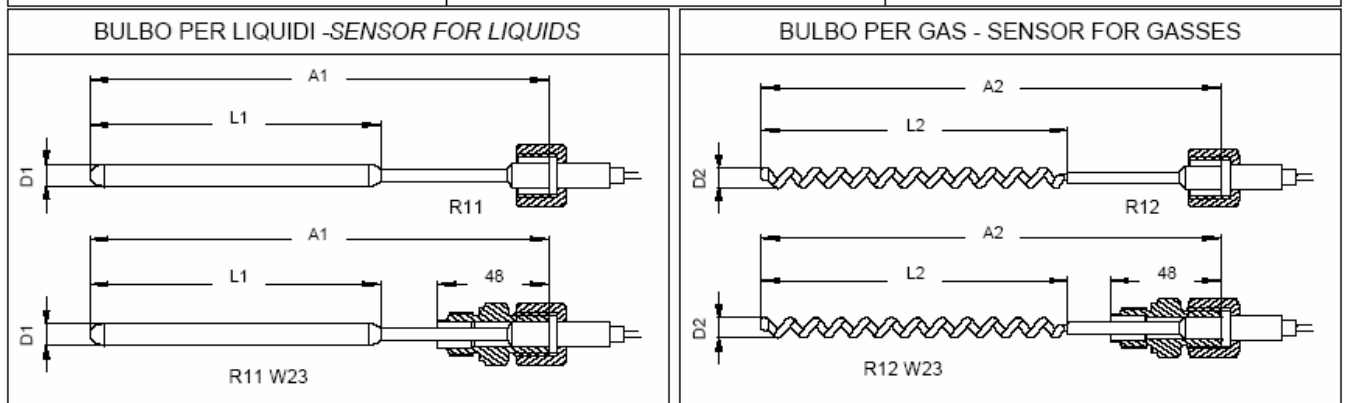 BULBO PER LIQUIDI -SENSOR FOR LIQUIDS
A1
L1
D1
R11
A1
L1
48
D1
R11 W23
BULBO PER GAS - SENSOR FOR GASSES
A2
L2
D2
R12
A2
L2
48
D2
R12 W23